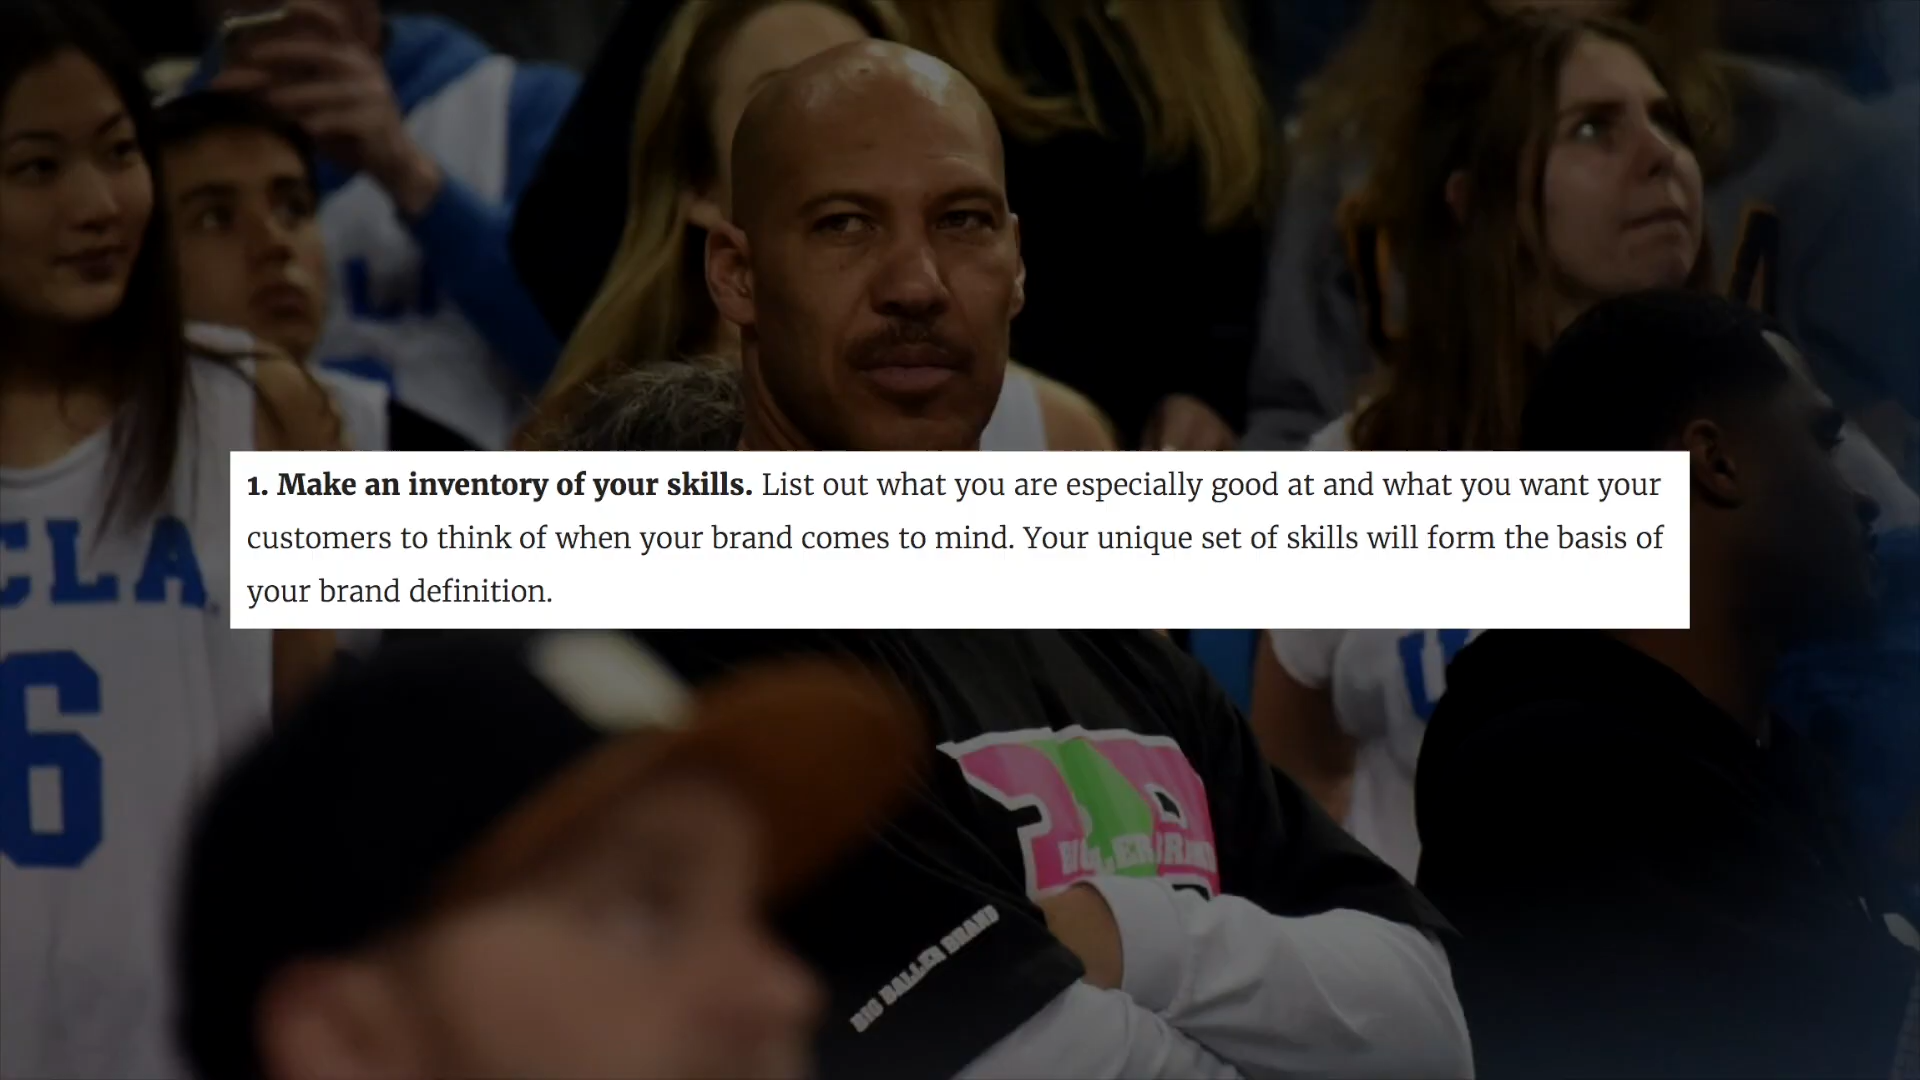 1. Make an inventory of your skills. List out what you are especially good at and what you want your
customers to think of when your brand comes to mind. Your unique set of skills will form the basis of
your brand definition.
CLA
6
BIG BALLER BRAND